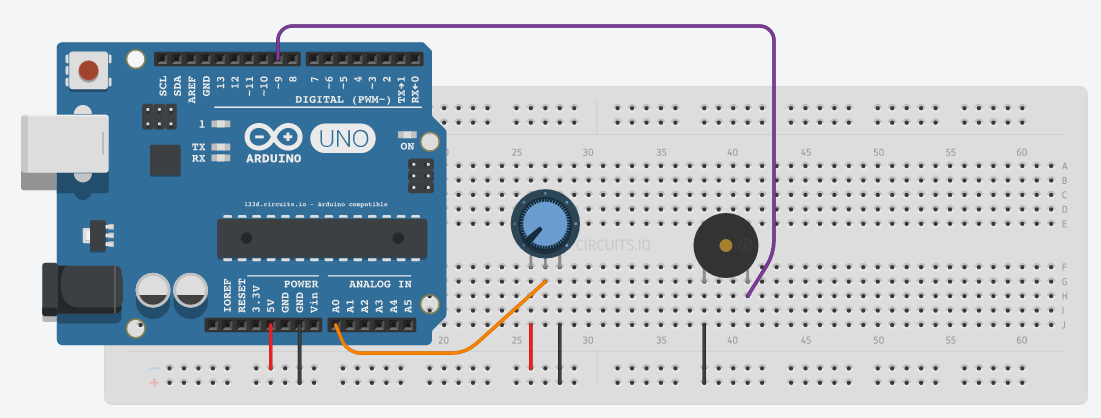 SCL SDA AREF GND 13 12 ~11 ~10 ~9 8 7 ~6 ~5 ~4 ~3 2 TX→1 RX←0
DIGITAL (PWM~)
1
TX
RX
ARDUINO
UNO
ON
123d.circuits.io - Arduino compatible
POWER
ANALOG IN
IOREF RESET 3.3V 5V GND GND Vin A0 A1 A2 A3 A4 A5
25 30 35 40 45 50 55 60
A
B
C
D
E
CIRCUITS.IO
F
G
H
I
J
20 25 30 35 40 45 50 55 60
-
+